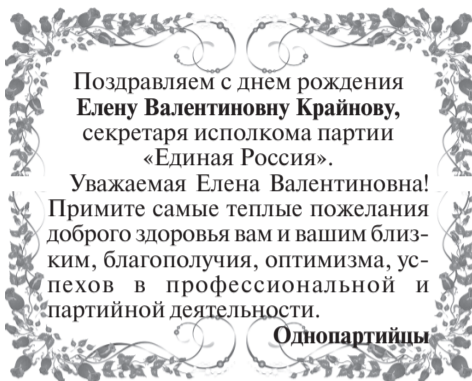 Поздравляем с днем рождения
Елену Валентиновну Крайнову,
секретаря исполкома партии
«Единая Россия».
Уважаемая Елена Валентиновна!
Примите самые теплые пожелания
доброго здоровья вам и вашим близ-
ким, благополучия, оптимизма, ус-
пехов в профессиональной и
партийной деятельности.
Однопартийцы